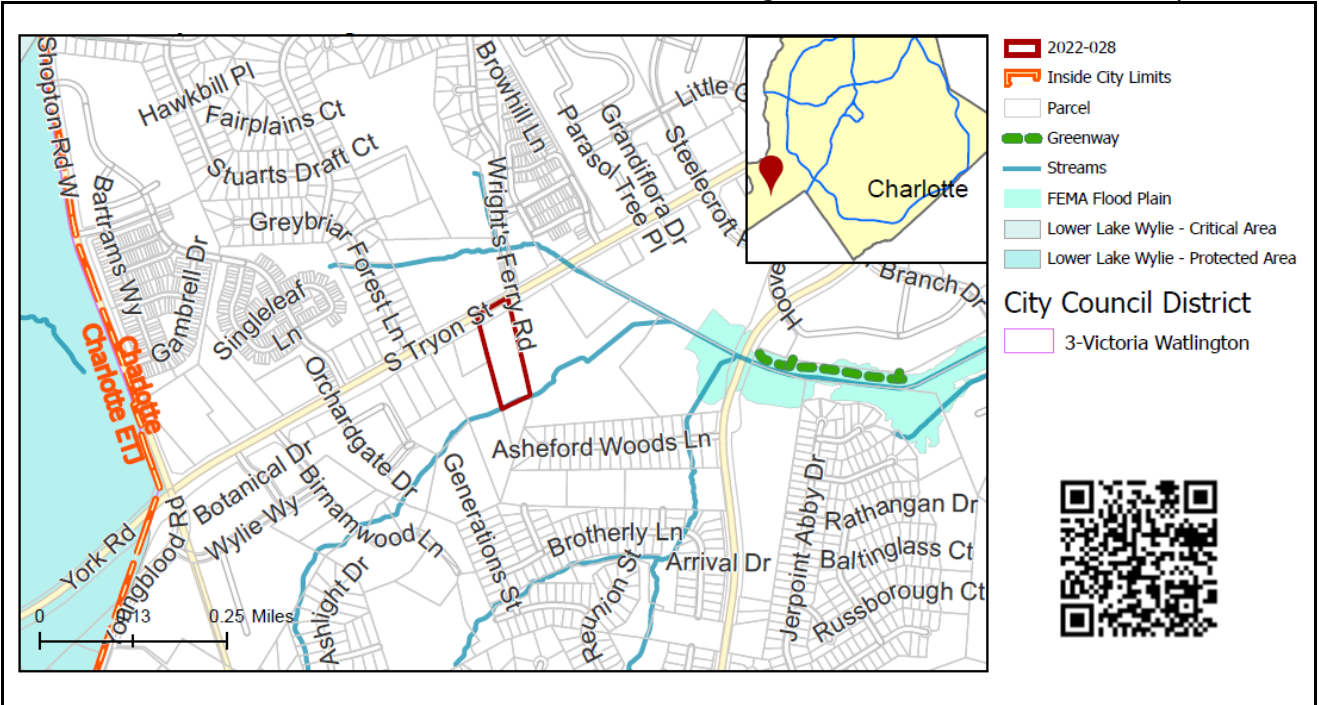 Shopton Rd W
Hawkbill Pl
Fairplains Ct
Stuarts Draft Ct
Bartrams Wy
Gambrell Dr
Greybriar Forest Ln
Singleleaf Ln
Browhill Ln
Wright's Ferry Rd
Parasol Tree Pl
Grandiflora Dr
Steelecroft
Little
Charlotte
Branch Dr
S Tryon St
Charlotte
Charlotte ETJ
Orchardgate Dr
Asheford Woods Ln
Botanical Dr
Birnamwood Ln
Wylie Wy
Generations St
Brotherly Ln
Arrival Dr
Jerpoint Abby Dr
Rathangan Dr
Baltinglass Ct
Russborough Ct
York Rd
Youngblood Rd
Ashlight Dr
Reunion St
0 0.13 0.25 Miles
2022-028
Inside City Limits
Parcel
Greenway
Streams
FEMA Flood Plain
Lower Lake Wylie - Critical Area
Lower Lake Wylie - Protected Area
City Council District
3-Victoria Watlington